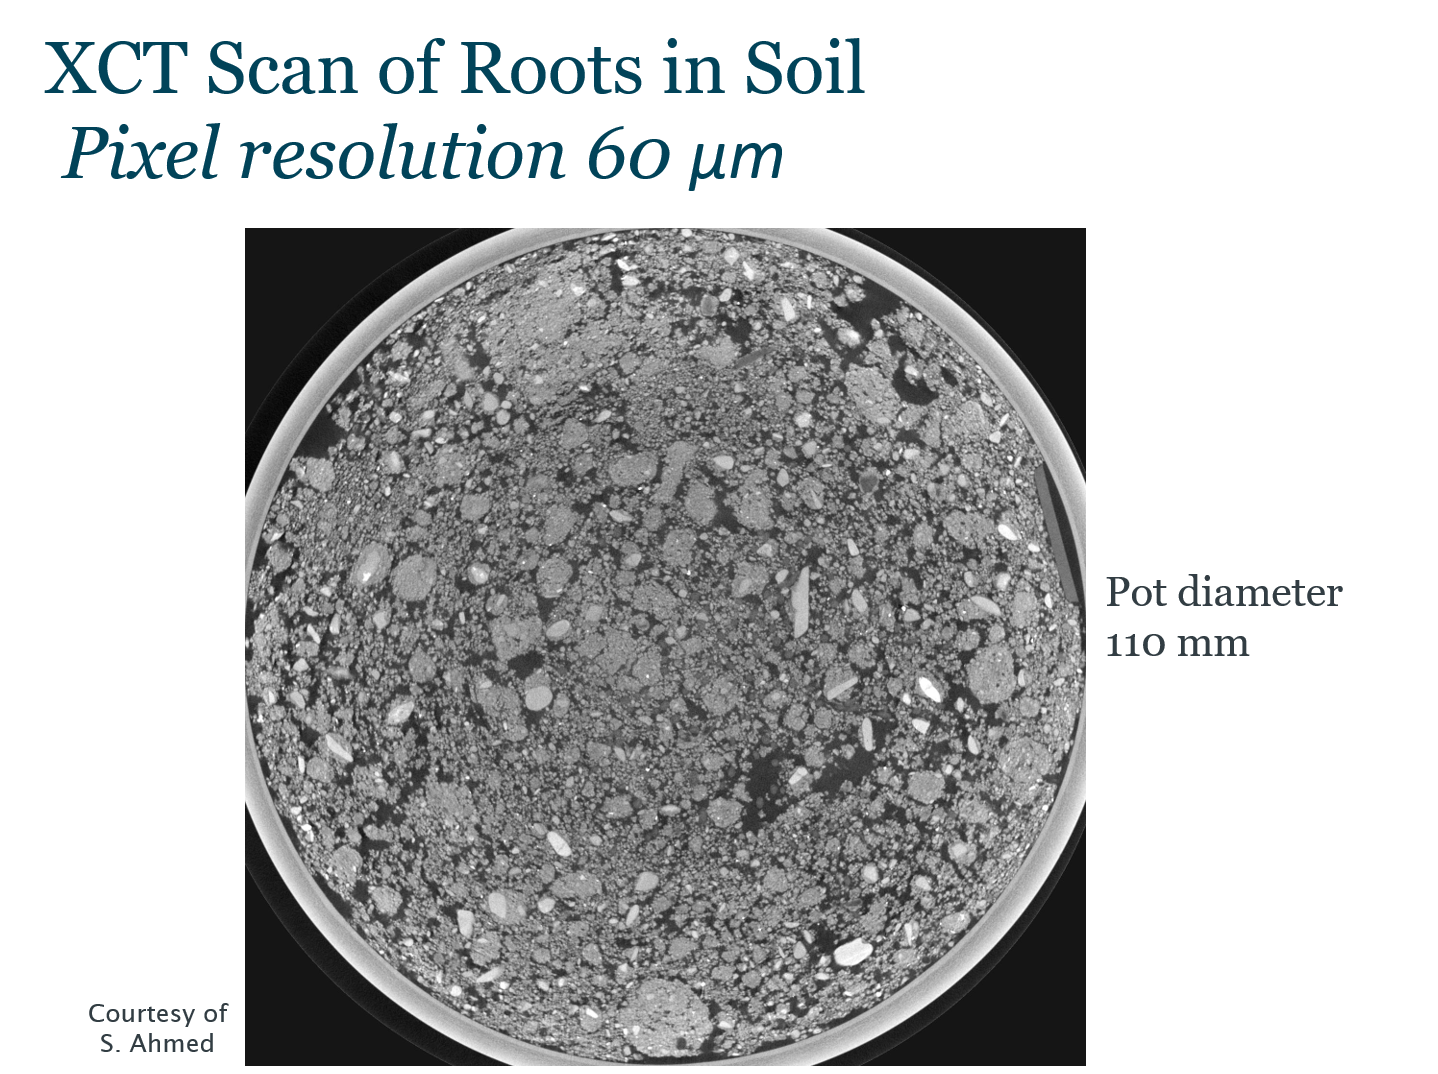 XCT Scan of Roots in Soil
Pixel resolution 60 µm
Pot diameter
110 mm
Courtesy of
S. Ahmed